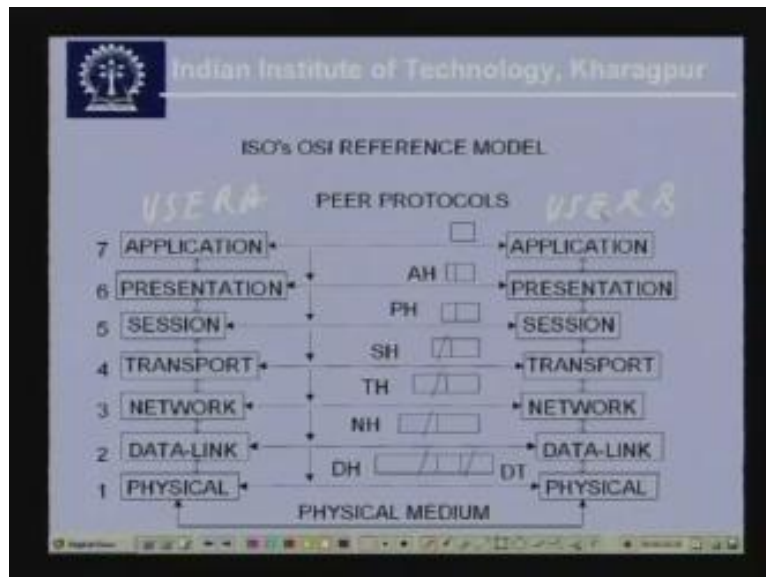 Indian Institute of Technology, Kharagpur
ISO's OSI REFERENCE MODEL
USER A PEER PROTOCOLS USER B
7 APPLICATION APPLICATION
AH
6 PRESENTATION PRESENTATION
PH
5 SESSION SESSION
SH
4 TRANSPORT TRANSPORT
TH
3 NETWORK NETWORK
NH
2 DATA-LINK DATA-LINK
DH DT
1 PHYSICAL PHYSICAL
PHYSICAL MEDIUM